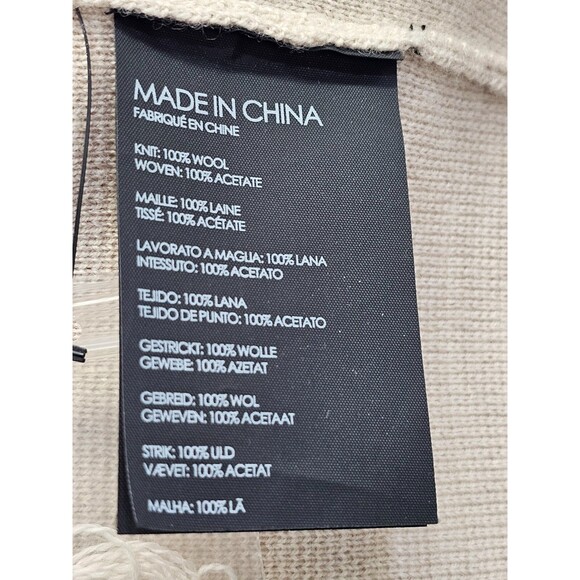 MADE IN CHINA
FABRIQUÉ EN CHINE
KNIT: 100% WOOL
WOVEN: 100% ACETATE
MAILLE: 100% LAINE
TISSÉ: 100% ACÉTATE
LAVORATO A MAGLIA: 100% LANA
INTESSUTO: 100% ACETATO
TEJIDO: 100% LANA
TEJIDO DE PUNTO: 100% ACETATO
GESTRICKT: 100% WOLLE
GEWEBE: 100% AZETAT
GEBREID: 100% WOL
GEWEVEN: 100% ACETAAT
STRIK: 100% ULD
VÆVET: 100% ACETAT
MALHA: 100% LÃ